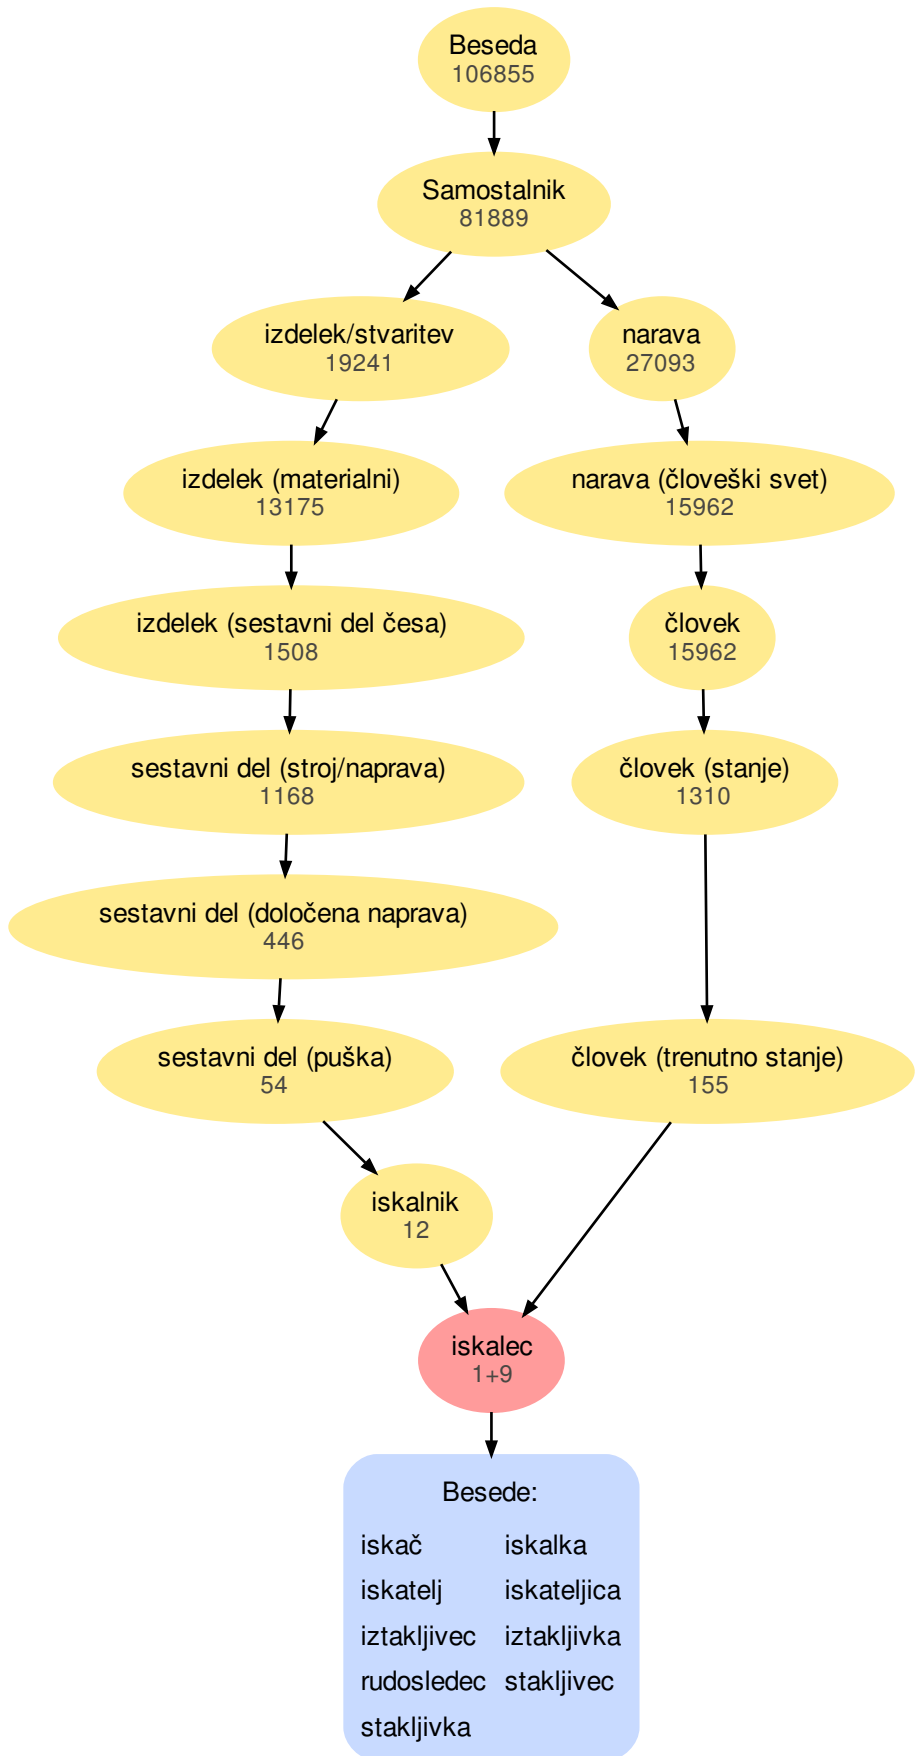 Beseda
106855
Samostalnik
81889
izdelek/stvaritev
19241
narava
27093
izdelek (materialni)
13175
narava (človeški svet)
15962
izdelek (sestavni del česa)
1508
človek
15962
sestavni del (stroj/naprava)
1168
človek (stanje)
1310
sestavni del (določena naprava)
446
sestavni del (puška)
54
človek (trenutno stanje)
155
iskalnik
12
iskalec
1+9
Besede:
iskač iskalka
iskatelj iskateljica
iztakljivec iztakljivka
rudosledec stakljivec
stakljivka